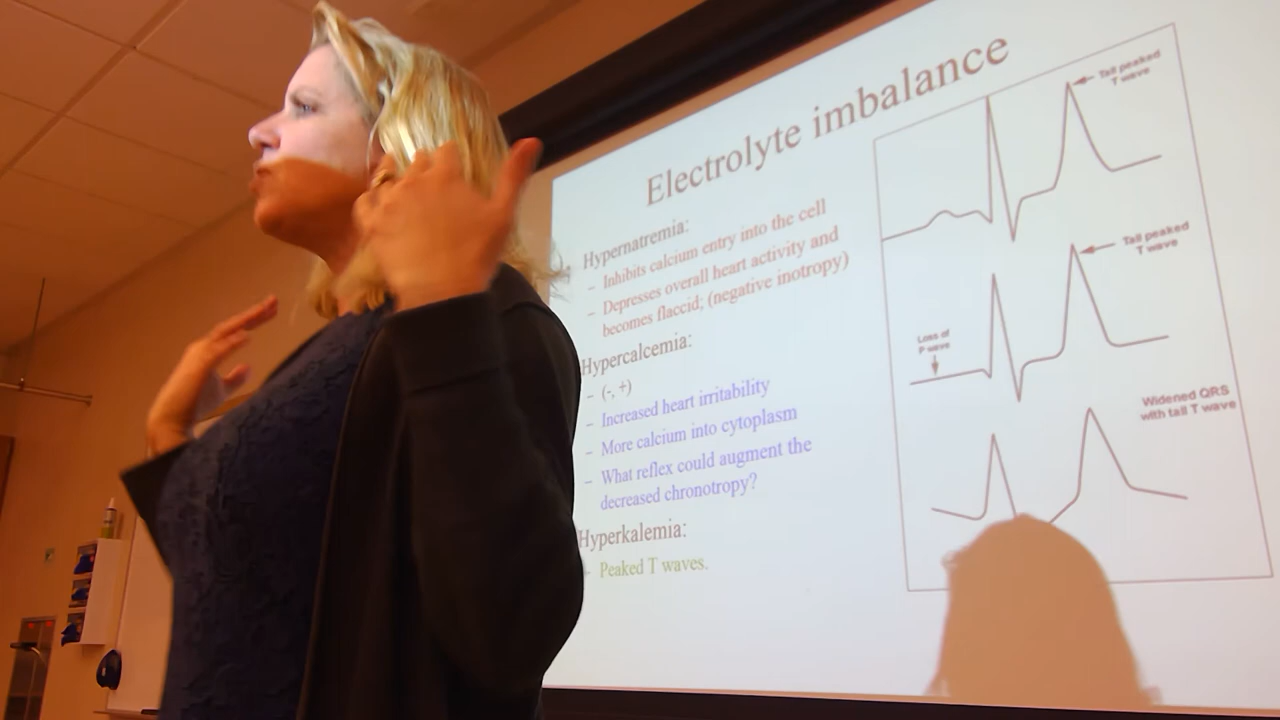 Electrolyte imbalance
Hypernatremia:
– Inhibits calcium entry into the cell
– Depresses overall heart activity and
becomes flaccid; (negative inotropy)
Hypercalcemia:
– (-, +)
– Increased heart irritability
– More calcium into cytoplasm
– What reflex could augment the
decreased chronotropy?
Hyperkalemia:
– Peaked T waves.
Tall peaked
T wave
Tall peaked
T wave
Loss of
P wave
Widened QRS
with tall T wave